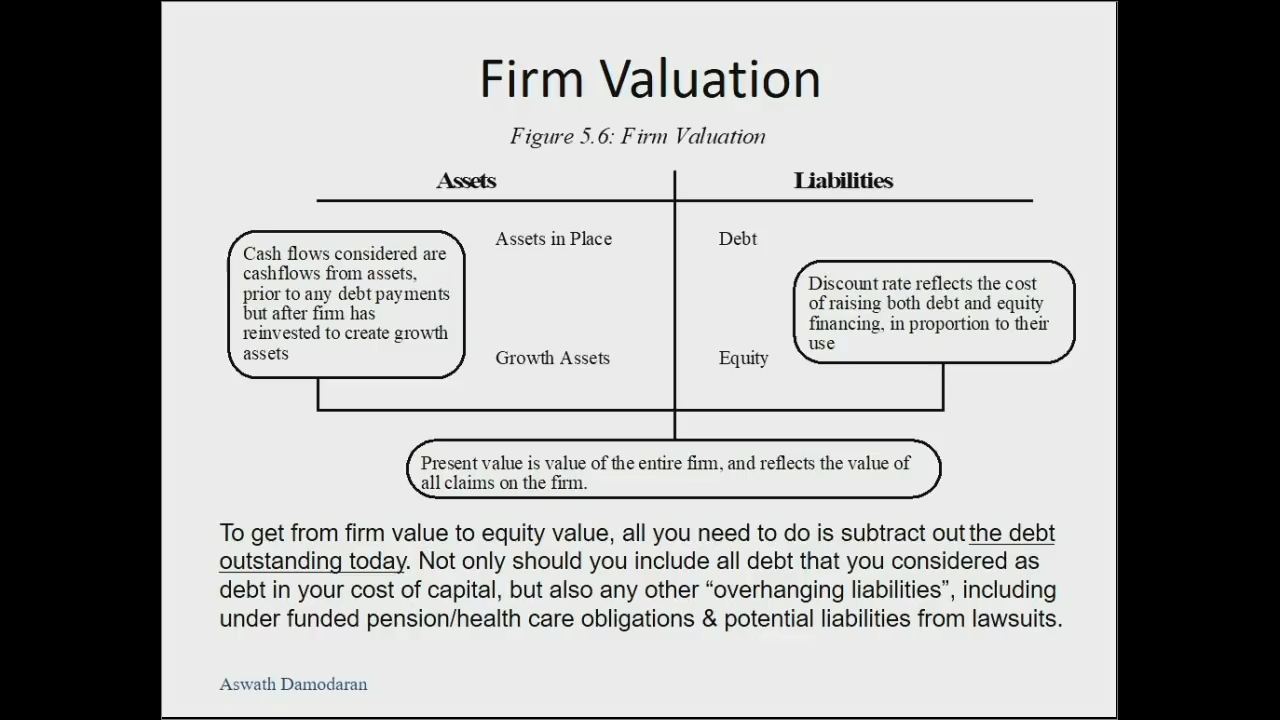 Firm Valuation
Figure 5.6: Firm Valuation
Assets
Liabilities
Assets in Place
Debt
Cash flows considered are
cashflows from assets,
prior to any debt payments
but after firm has
reinvested to create growth
assets
Discount rate reflects the cost
of raising both debt and equity
financing, in proportion to their
use
Growth Assets
Equity
Present value is value of the entire firm, and reflects the value of
all claims on the firm.
To get from firm value to equity value, all you need to do is subtract out the debt
outstanding today. Not only should you include all debt that you considered as
debt in your cost of capital, but also any other “overhanging liabilities”, including
under funded pension/health care obligations & potential liabilities from lawsuits.
Aswath Damodaran